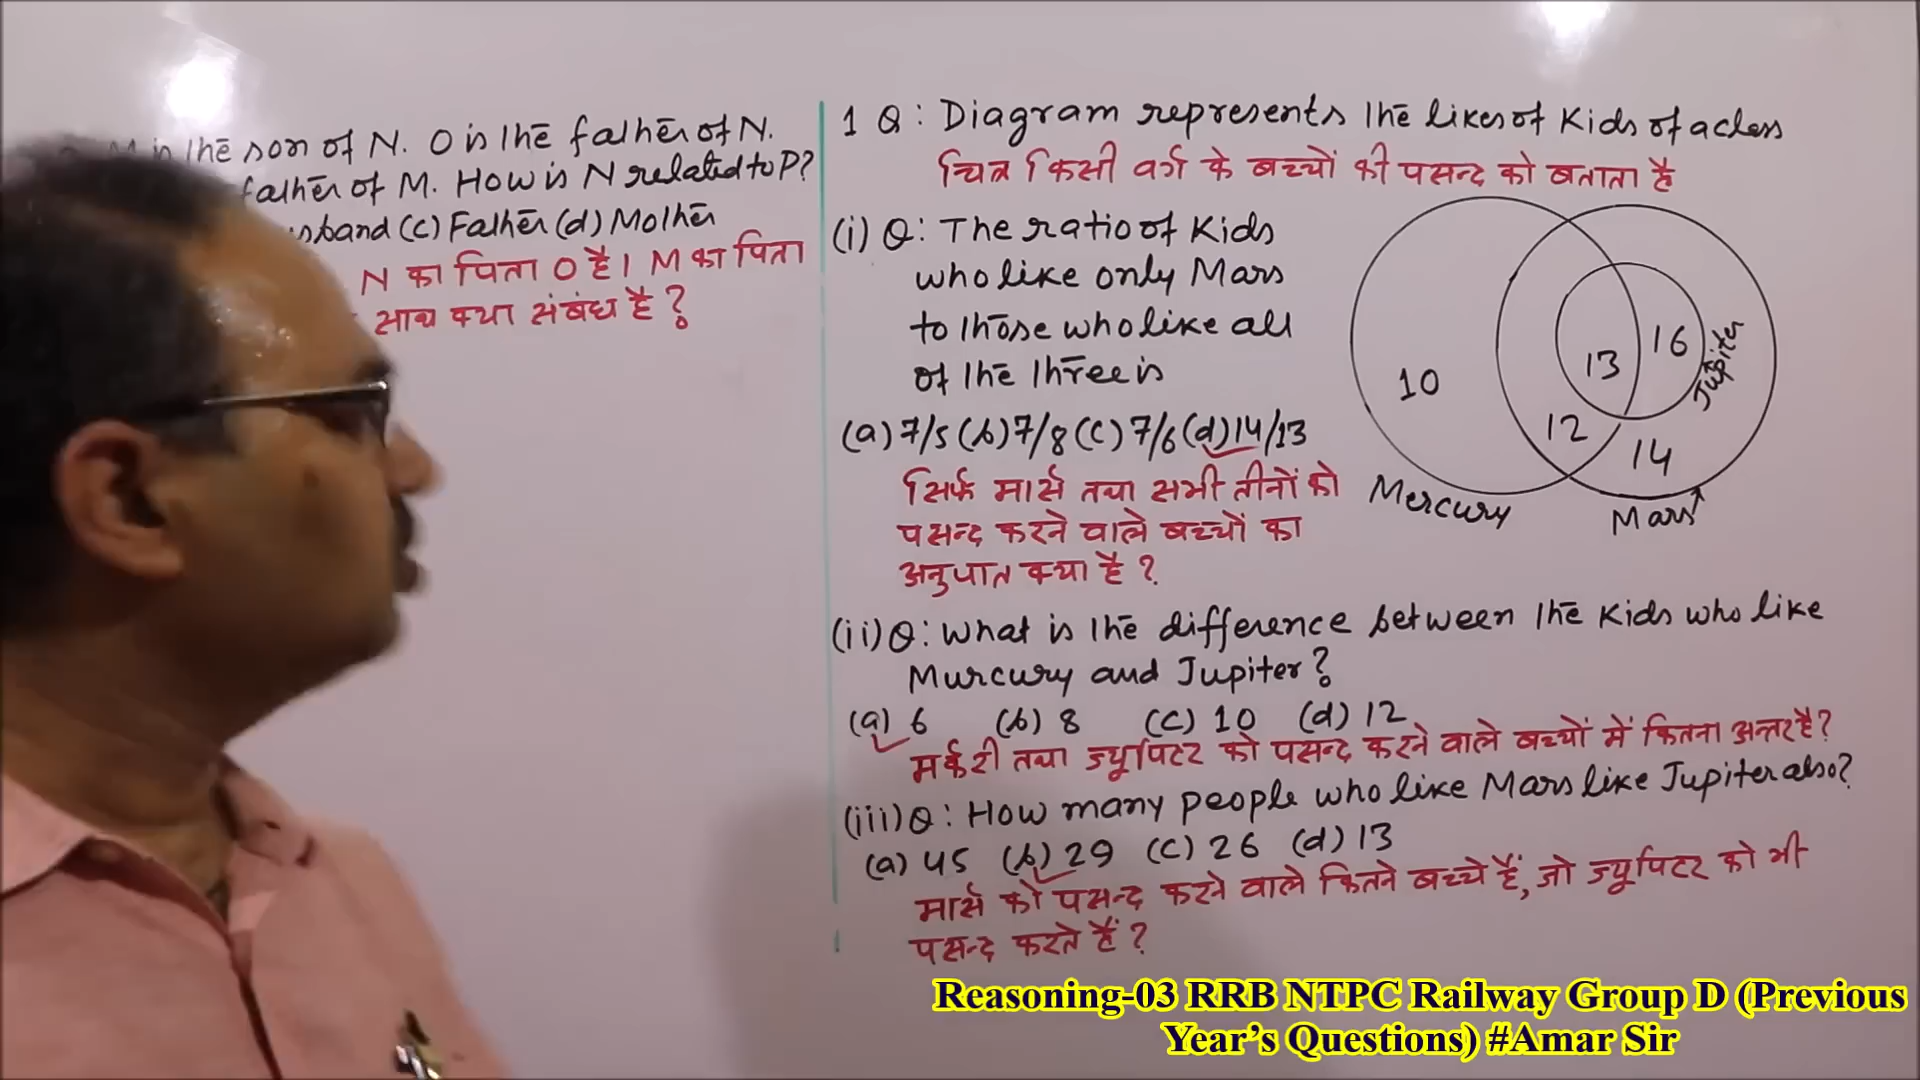 is the son of N. O is the father of N.
father of M. How is N related to P?
sband (c) Father (d) Mother
N का पिता O है। M का पिता
साथ क्या संबंध है ?
1 Q : Diagram represents the likes of Kids of a class
चित्र किसी वर्ग के बच्चों की पसन्द को बताता है
(i) Q: The ratio of Kids
who like only Mars
to those who like all
of the three is
(a) 7/5 (b) 7/8 (c) 7/6 (d) 14/13
सिर्फ मार्स तथा सभी तीनों को
पसन्द करने वाले बच्चों का
अनुपात क्या है ?
10
13
16
12
14
Jupiter
Mercury
Mars
(ii) Q: What is the difference between the Kids who like
Murcury and Jupiter?
(a) 6 (b) 8 (c) 10 (d) 12
मर्करी तथा ज्यूपिटर को पसन्द करने वाले बच्चों में कितना अन्तर है?
(iii) Q: How many people who like Mars like Jupiter also?
(a) 45 (b) 29 (c) 26 (d) 13
मार्स को पसन्द करने वाले कितने बच्चे हैं, जो ज्यूपिटर को भी
पसन्द करते हैं ?
Reasoning-03 RRB NTPC Railway Group D (Previous
Year’s Questions) #Amar Sir